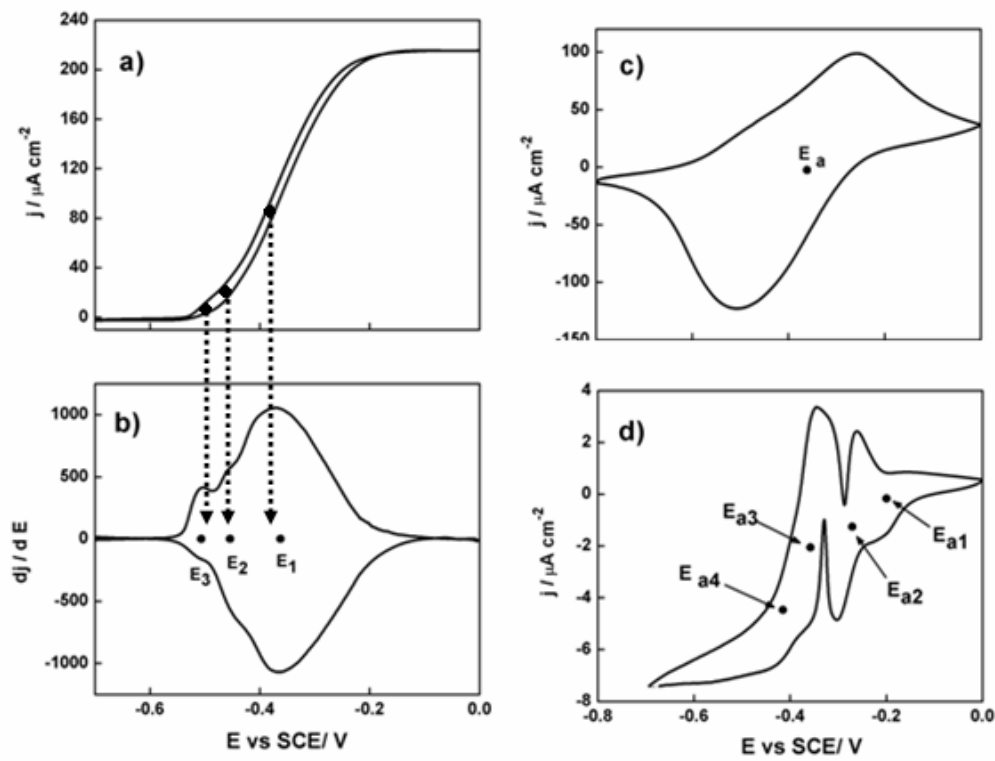 a)
240
200
160
120
80
40
0
j / µA cm-2
b)
1000
500
0
-500
-1000
dj / d E
E3
E2
E1
-0.6
-0.4
-0.2
0.0
E vs SCE/ V
c)
100
50
0
-50
-100
-150
j / µA cm-2
E a
d)
4
2
0
-2
-4
-6
-8
j / µA cm-2
Ea1
Ea2
Ea3
E a4
-0.8
-0.6
-0.4
-0.2
0.0
E vs SCE/ V